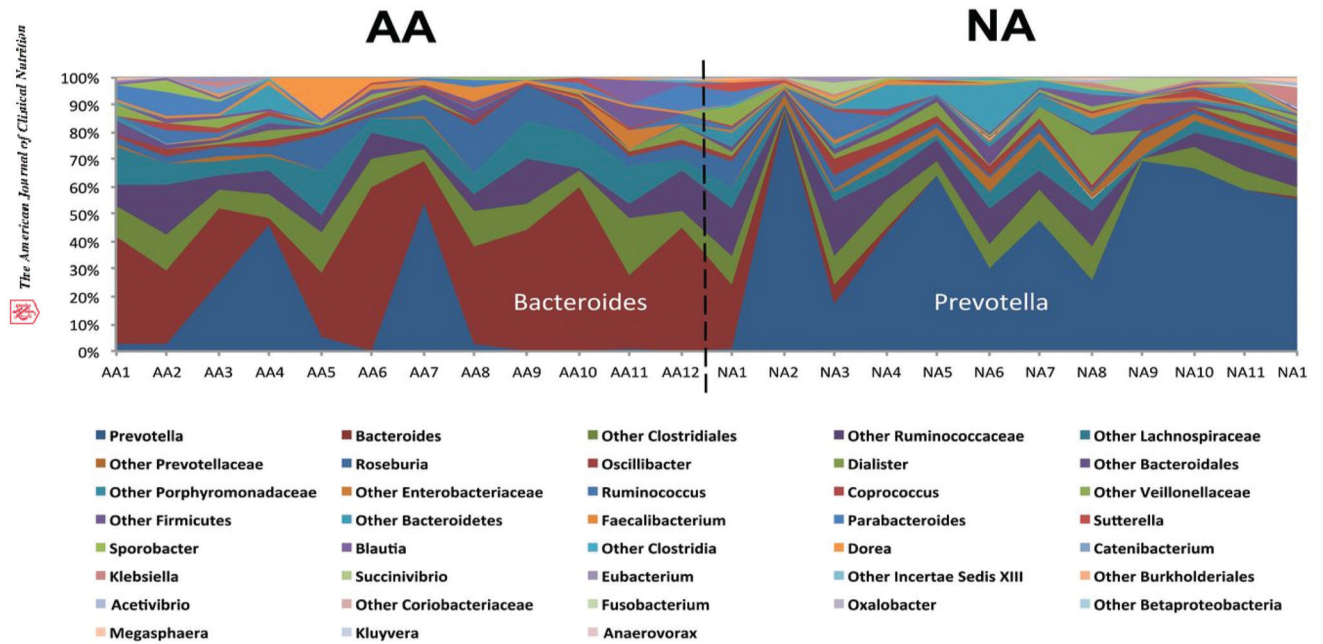 AA
NA
The American Journal of Clinical Nutrition
100%
90%
80%
70%
60%
50%
40%
30%
20%
10%
0%
Bacteroides
Prevotella
AA1 AA2 AA3 AA4 AA5 AA6 AA7 AA8 AA9 AA10 AA11 AA12 NA1 NA2 NA3 NA4 NA5 NA6 NA7 NA8 NA9 NA10 NA11 NA1
Prevotella Bacteroides Other Clostridiales Other Ruminococcaceae Other Lachnospiraceae
Other Prevotellaceae Roseburia Oscillibacter Dialister Other Bacteroidales
Other Porphyromonadaceae Other Enterobacteriaceae Ruminococcus Coprococcus Other Veillonellaceae
Other Firmicutes Other Bacteroidetes Faecalibacterium Parabacteroides Sutterella
Sporobacter Blautia Other Clostridia Dorea Catenibacterium
Klebsiella Succinivibrio Eubacterium Other Incertae Sedis XIII Other Burkholderiales
Acetivibrio Other Coriobacteriaceae Fusobacterium Oxalobacter Other Betaproteobacteria
Megasphaera Kluyvera Anaerovorax